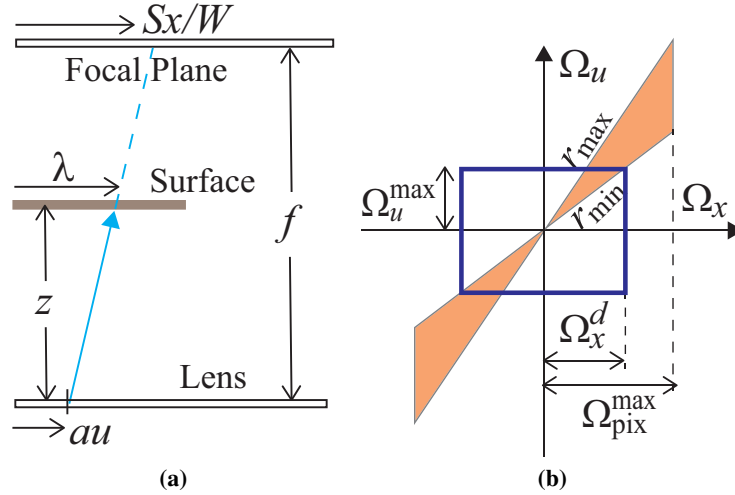 Sx/W
Focal Plane
λ
Surface
f
z
Lens
au
(a)
Ω_u
r_max
Ω_u^max
r_min
Ω_x
Ω_x^d
Ω_pix^max
(b)